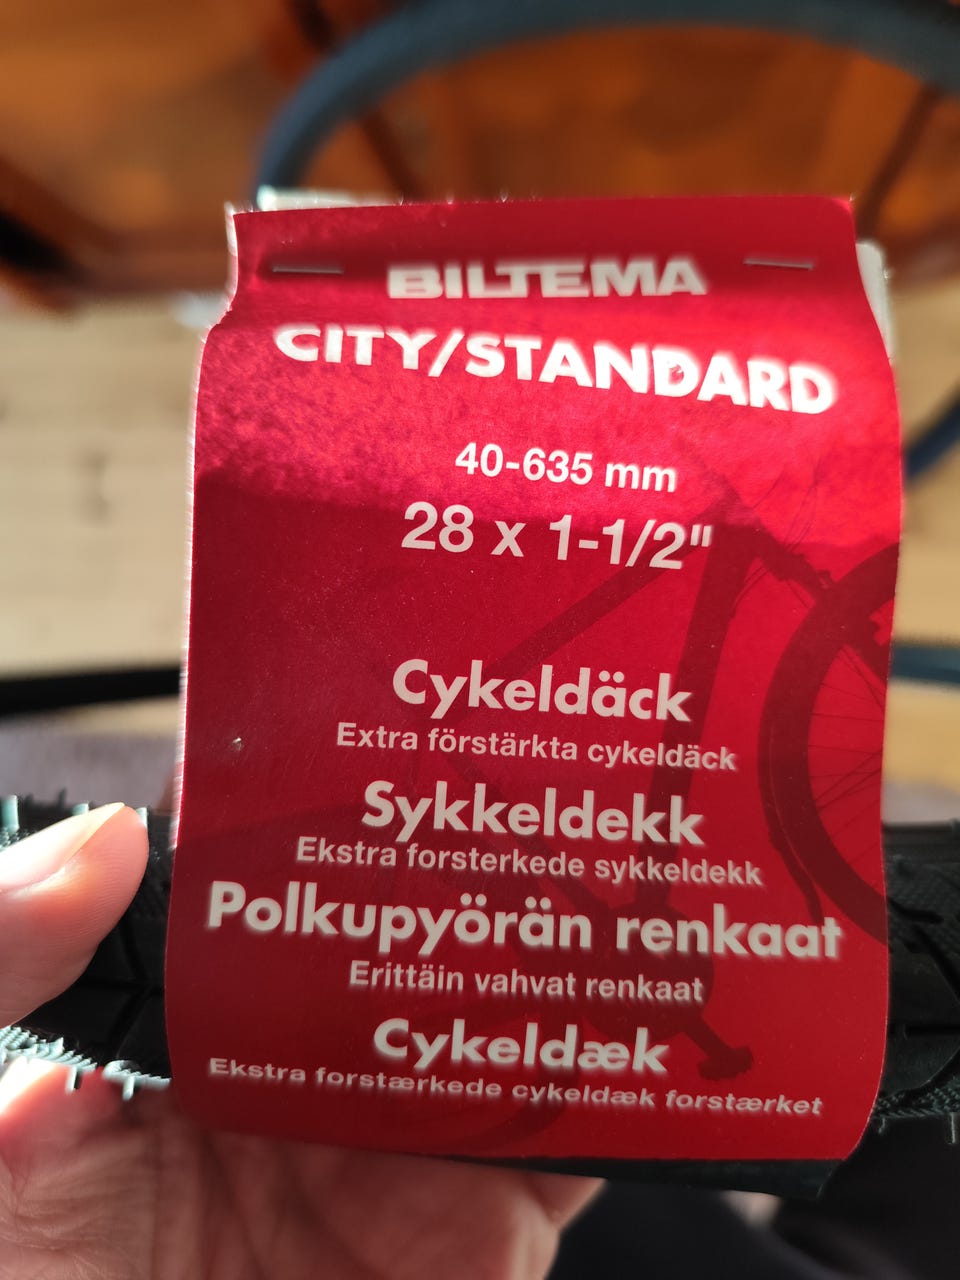 BILTEMA
CITY/STANDARD
40-635 mm
28 x 1-1/2"
Cykeldäck
Extra förstärkta cykeldäck
Sykkeldekk
Ekstra forsterkede sykkeldekk
Polkupyörän renkaat
Erittäin vahvat renkaat
Cykeldæk
Ekstra forstærkede cykeldæk forstærket